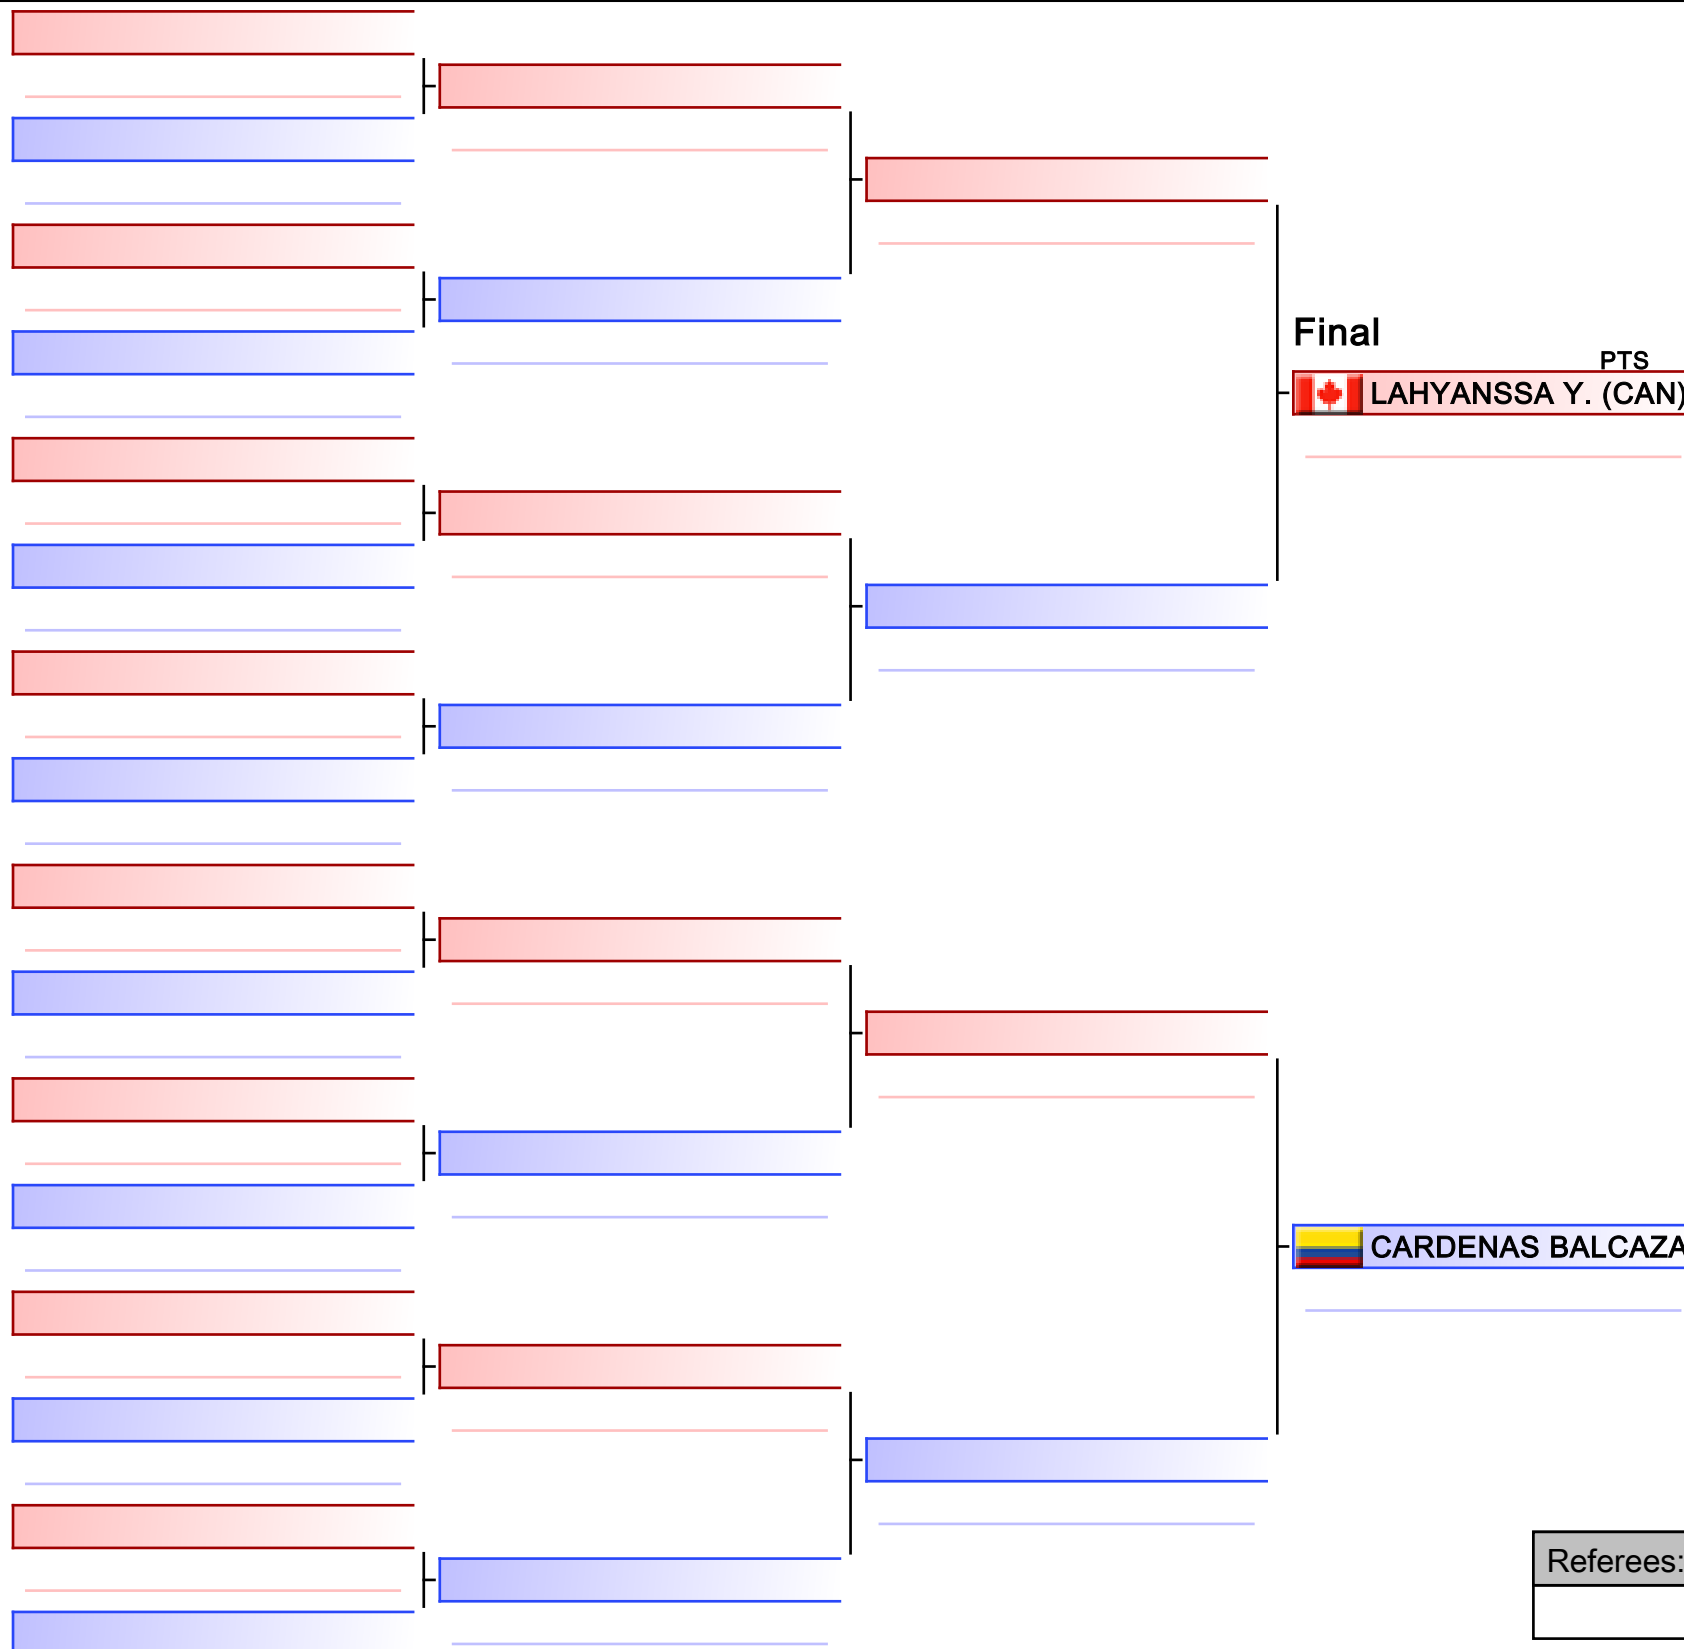 Final
PTS
LAHYANSSA Y. (CAN)
CARDENAS BALCAZA
Referees: